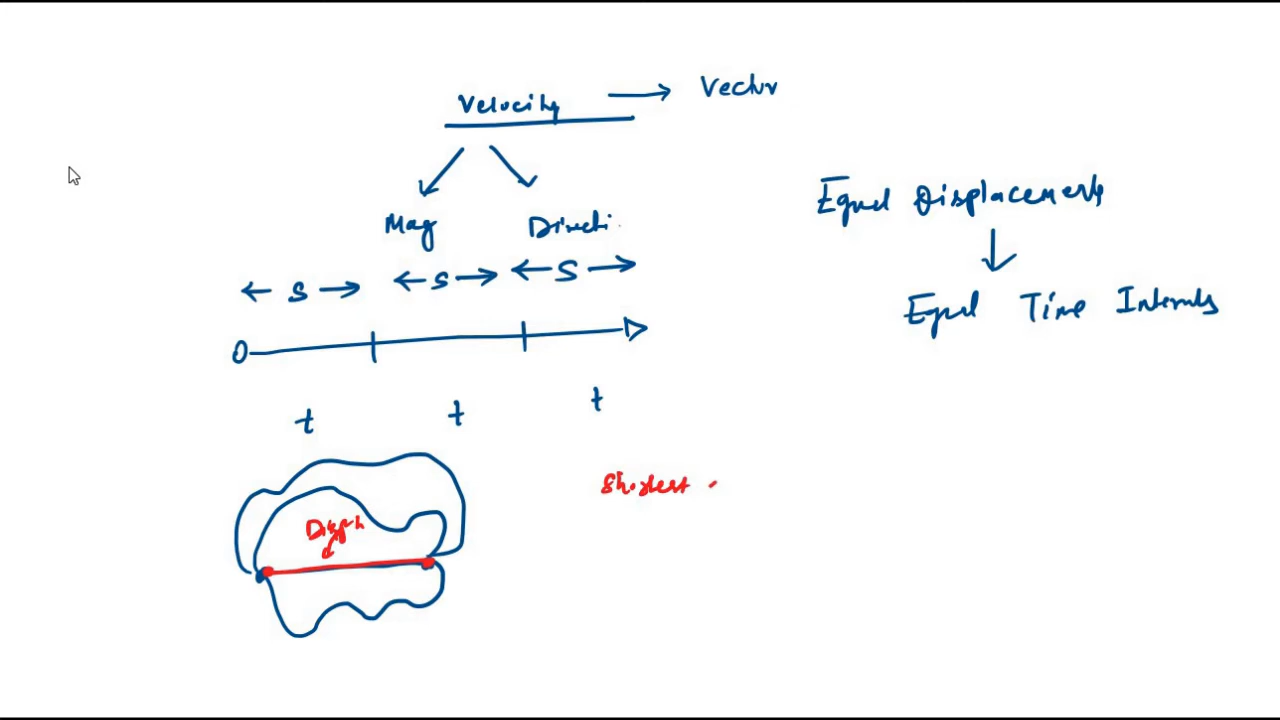 Velocity → Vector
Mag Directi
Equal Displacements
← s → ← s → ← s →
Equal Time Intervals
0
t t t
Shortest